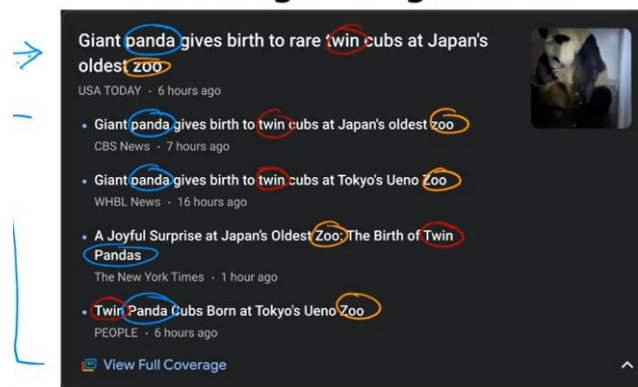 Giant panda gives birth to rare twin cubs at Japan's
oldest zoo
USA TODAY · 6 hours ago
• Giant panda gives birth to twin cubs at Japan's oldest zoo
CBS News · 7 hours ago
• Giant panda gives birth to twin cubs at Tokyo's Ueno Zoo
WHBL News · 16 hours ago
• A Joyful Surprise at Japan's Oldest Zoo: The Birth of Twin
Pandas
The New York Times · 1 hour ago
• Twin Panda Cubs Born at Tokyo's Ueno Zoo
PEOPLE · 6 hours ago
View Full Coverage